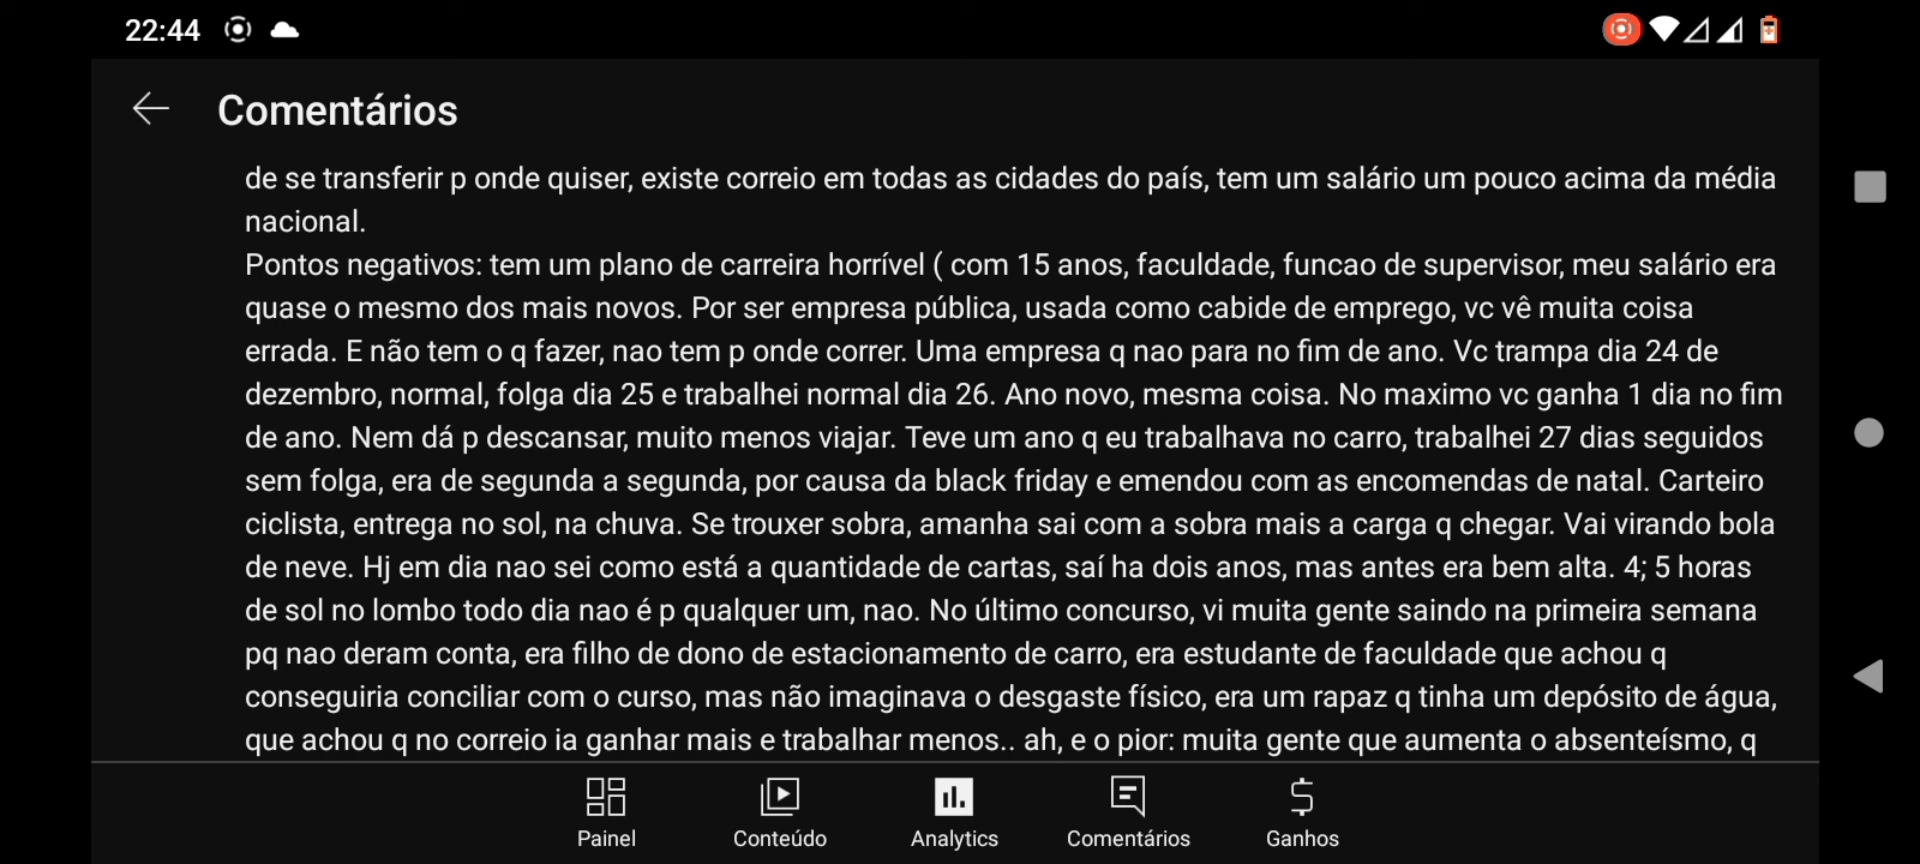 22:44
Comentários
de se transferir p onde quiser, existe correio em todas as cidades do país, tem um salário um pouco acima da média
nacional.
Pontos negativos: tem um plano de carreira horrível ( com 15 anos, faculdade, funcao de supervisor, meu salário era
quase o mesmo dos mais novos. Por ser empresa pública, usada como cabide de emprego, vc vê muita coisa
errada. E não tem o q fazer, nao tem p onde correr. Uma empresa q nao para no fim de ano. Vc trampa dia 24 de
dezembro, normal, folga dia 25 e trabalhei normal dia 26. Ano novo, mesma coisa. No maximo vc ganha 1 dia no fim
de ano. Nem dá p descansar, muito menos viajar. Teve um ano q eu trabalhava no carro, trabalhei 27 dias seguidos
sem folga, era de segunda a segunda, por causa da black friday e emendou com as encomendas de natal. Carteiro
ciclista, entrega no sol, na chuva. Se trouxer sobra, amanha sai com a sobra mais a carga q chegar. Vai virando bola
de neve. Hj em dia nao sei como está a quantidade de cartas, saí ha dois anos, mas antes era bem alta. 4; 5 horas
de sol no lombo todo dia nao é p qualquer um, nao. No último concurso, vi muita gente saindo na primeira semana
pq nao deram conta, era filho de dono de estacionamento de carro, era estudante de faculdade que achou q
conseguiria conciliar com o curso, mas não imaginava o desgaste físico, era um rapaz q tinha um depósito de água,
que achou q no correio ia ganhar mais e trabalhar menos.. ah, e o pior: muita gente que aumenta o absenteísmo, q
Painel Conteúdo Analytics Comentários Ganhos